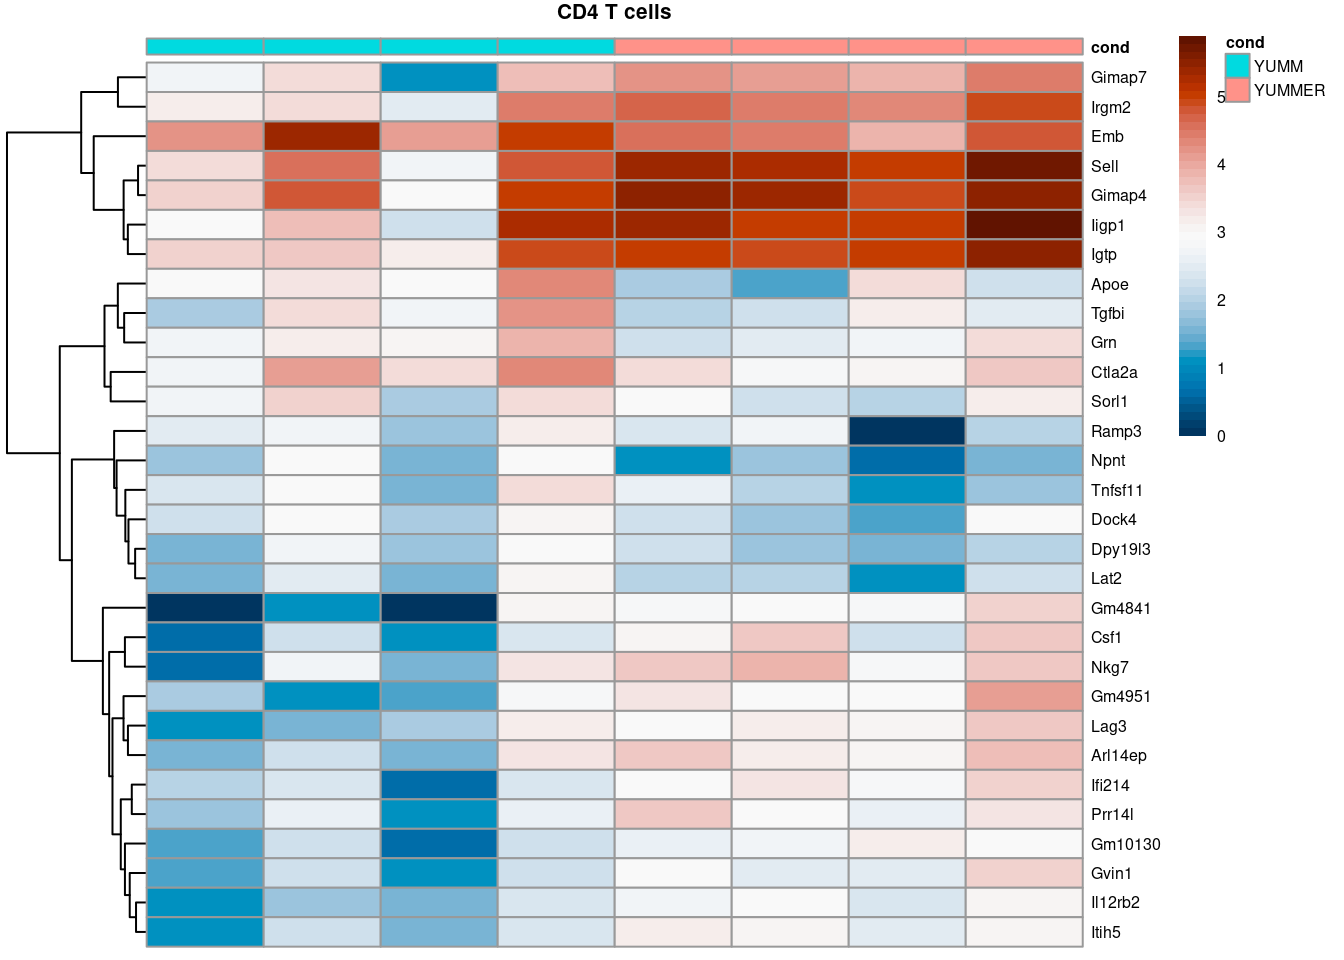 CD4 T cells
cond
Gimap7
Irgm2
Emb
Sell
Gimap4
Iigp1
Igtp
Apoe
Tgfbi
Grn
Ctla2a
Sorl1
Ramp3
Npnt
Tnfsf11
Dock4
Dpy19l3
Lat2
Gm4841
Csf1
Nkg7
Gm4951
Lag3
Arl14ep
Ifi214
Prr14l
Gm10130
Gvin1
Il12rb2
Itih5
5
4
3
2
1
0
cond
YUMM
YUMMER